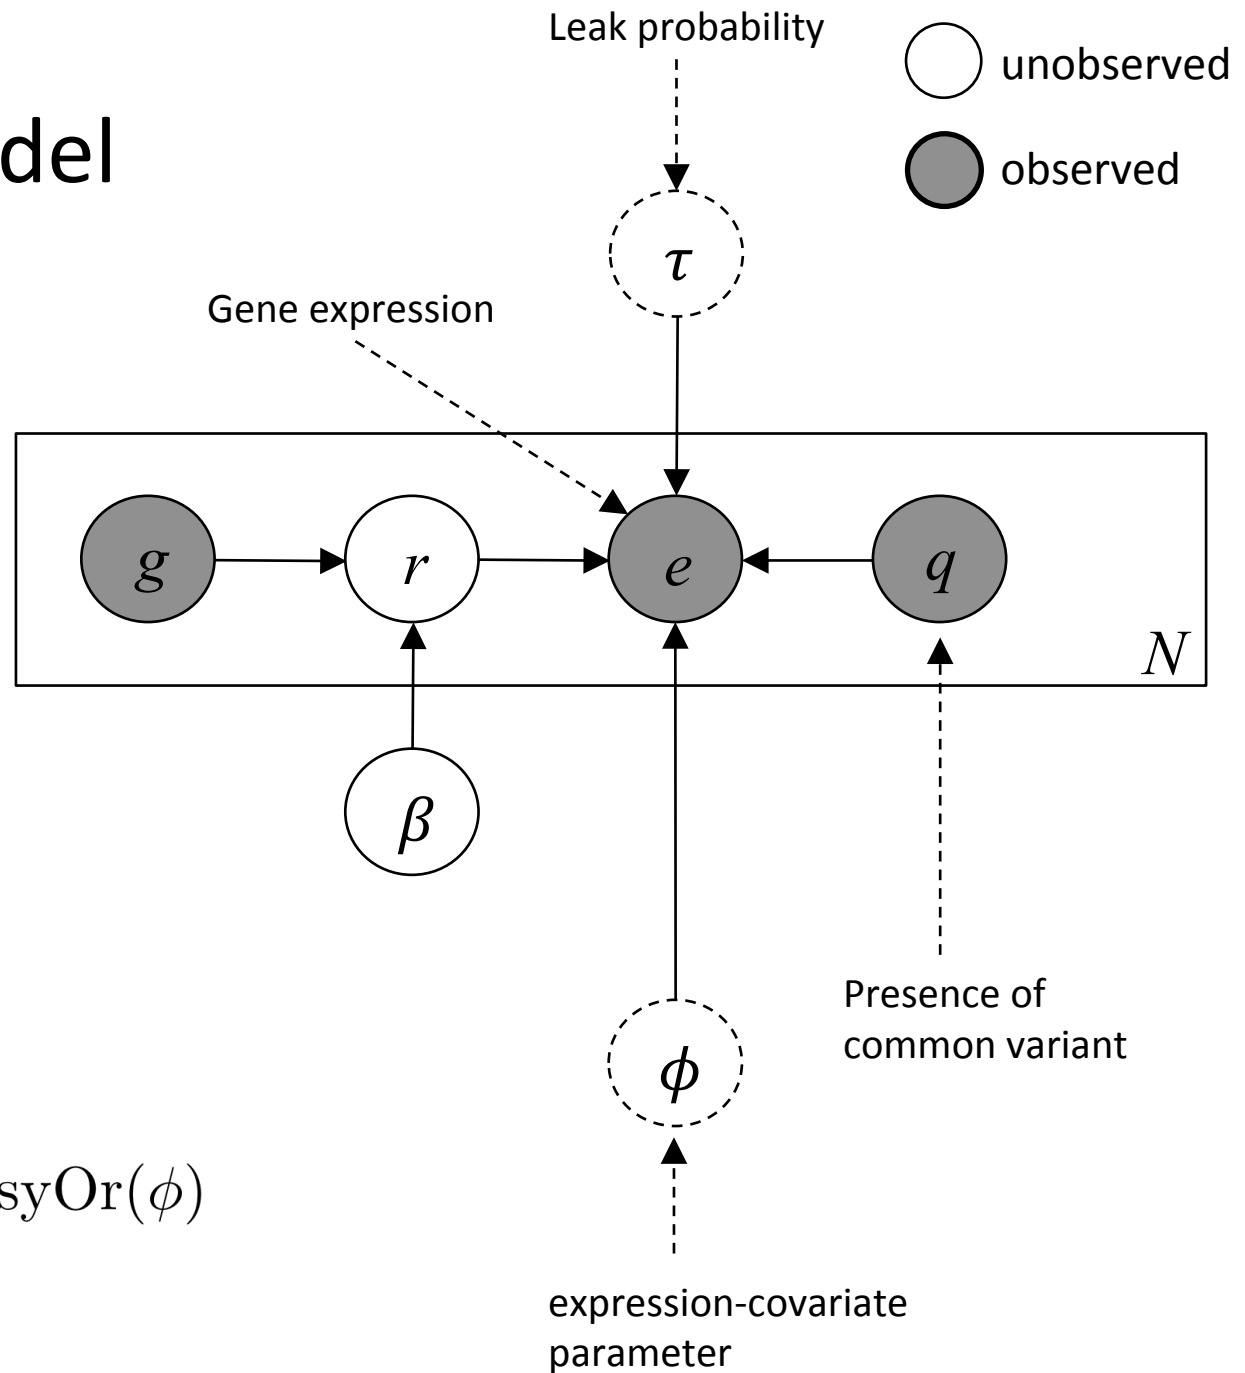 Leak probability
unobserved
del
observed
τ
Gene expression
g
r
e
q
N
β
Presence of
common variant
ϕ
syOr(ϕ)
expression-covariate
parameter